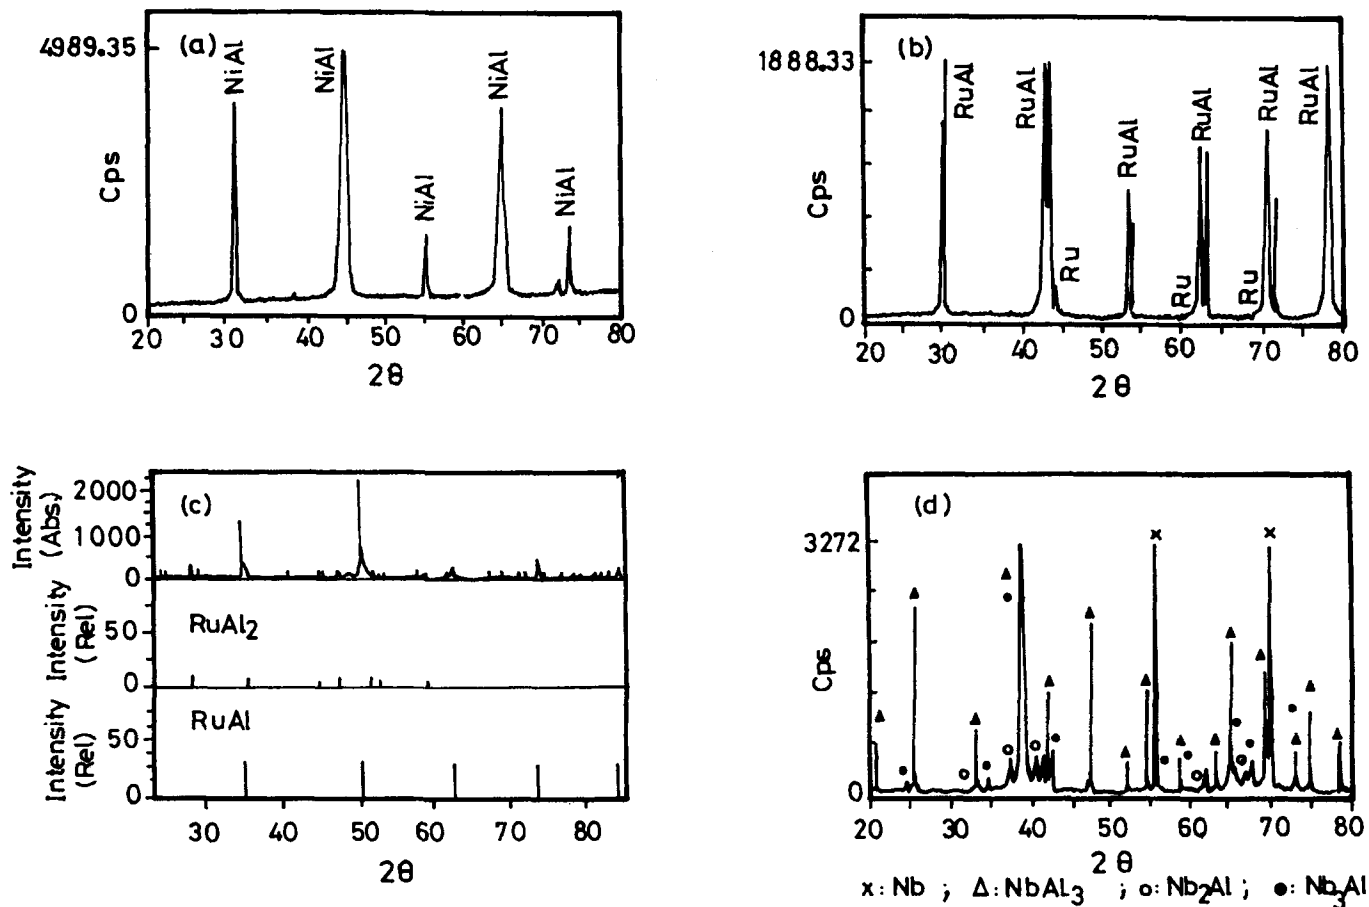 (a)
4989.35
NiAl
NiAl
NiAl
NiAl
NiAl
Cps
0
20 30 40 50 60 70 80
2θ
(b)
1888.33
RuAl
RuAl
RuAl
RuAl
RuAl
RuAl
Ru
Ru
Ru
Cps
0
20 30 40 50 60 70 80
2θ
(c)
Intensity
(Abs.)
2000
1000
0
Intensity
(Rel)
50
0
RuAl2
Intensity
(Rel)
50
0
RuAl
30 40 50 60 70 80
2θ
(d)
3272
Cps
0
20 30 40 50 60 70 80
2θ
x: Nb ; Δ: NbAl3 ; o: Nb2Al ; ●: Nb3Al